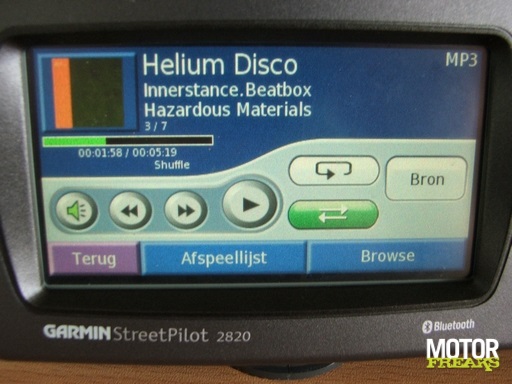 Helium Disco
MP3
Innerstance.Beatbox
Hazardous Materials
3 / 7
00:01:58 / 00:05:19
Shuffle
Bron
Terug
Afspeellijst
Browse
GARMIN StreetPilot 2820
Bluetooth
MOTOR
FREAKS